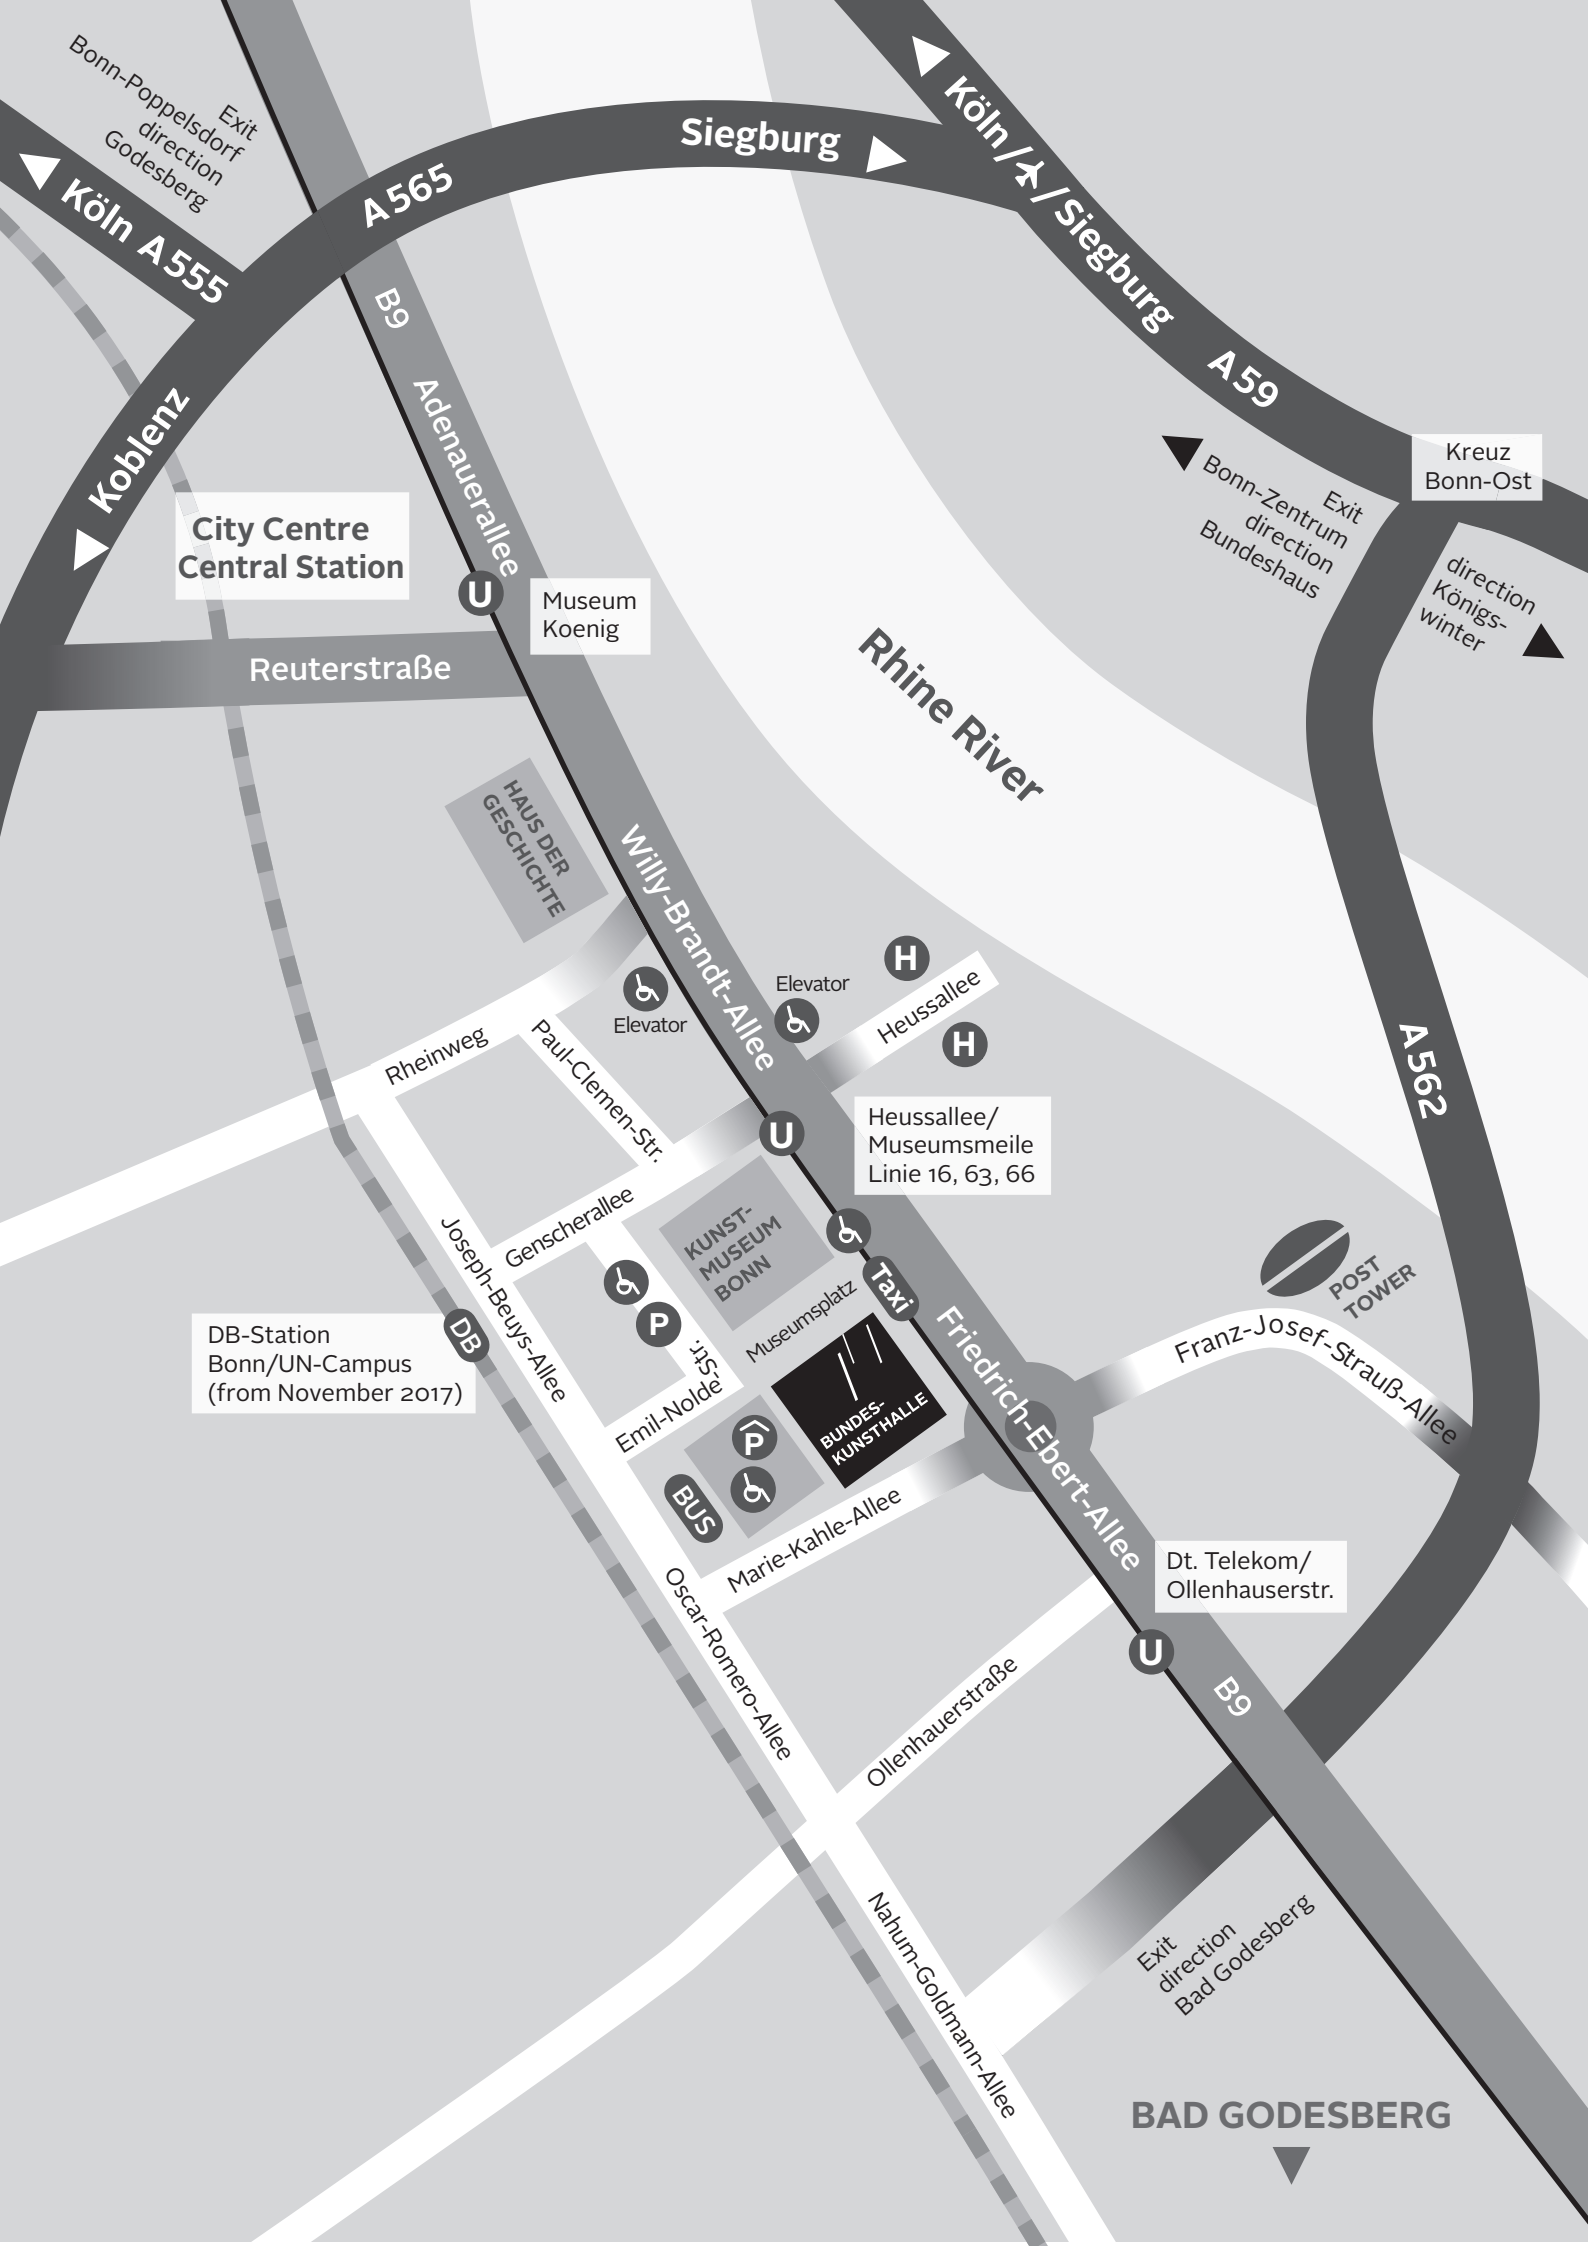 Exit
Bonn-Poppelsdorf
direction
Godesberg
Köln A 555
A 565
Siegburg
Köln / / Siegburg
A 59
B9
Adenauerallee
Koblenz
City Centre
Central Station
U
Museum
Koenig
Reuterstraße
Kreuz
Bonn-Ost
Exit
Bonn-Zentrum
direction
Bundeshaus
direction
Königs-
winter
Rhine River
HAUS DER
GESCHICHTE
Willy-Brandt-Allee
Elevator
Elevator
H
Heussallee
H
Rheinweg
Paul-Clemen-Str.
U
Heussallee/
Museumsmeile
Linie 16, 63, 66
A 562
Genscherallee
KUNST-
MUSEUM
BONN
Joseph-Beuys-Allee
P
Museumsplatz
Taxi
POST
TOWER
DB-Station
Bonn/UN-Campus
(from November 2017)
DB
Emil-Nolde
-Str.
BUNDES-
KUNSTHALLE
Friedrich-Ebert-Allee
Franz-Josef-Strauß-Allee
P
BUS
Marie-Kahle-Allee
Oscar-Romero-Allee
Dt. Telekom/
Ollenhauserstr.
U
B9
Ollenhauerstraße
Nahum-Goldmann-Allee
Exit
direction
Bad Godesberg
BAD GODESBERG